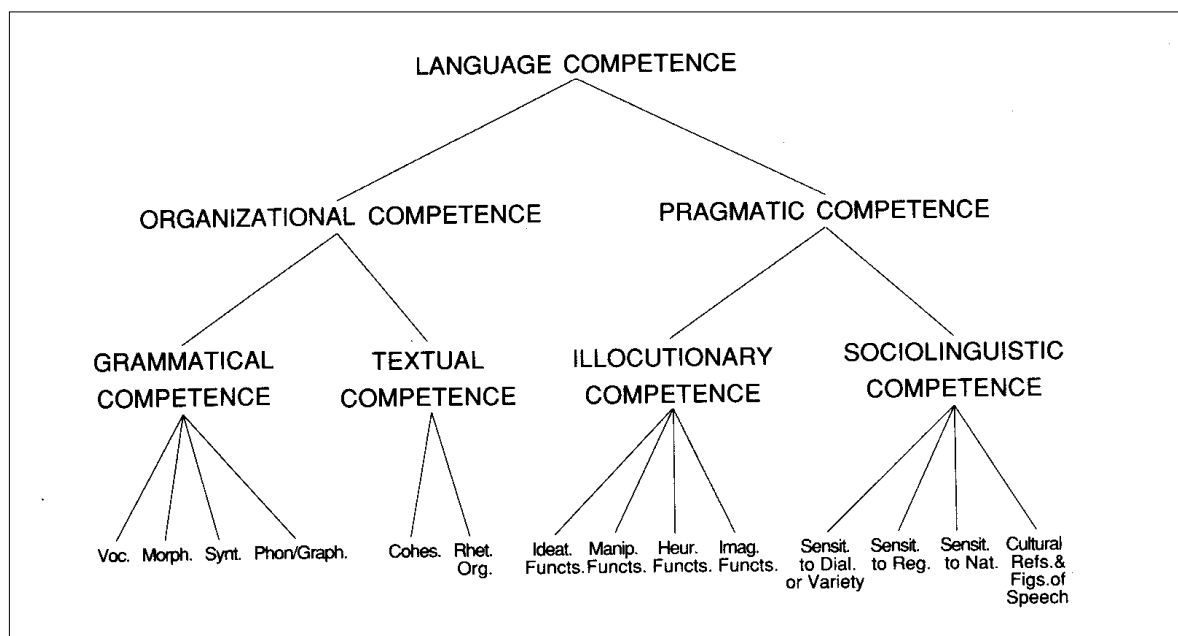 LANGUAGE COMPETENCE
ORGANIZATIONAL COMPETENCE
PRAGMATIC COMPETENCE
GRAMMATICAL
COMPETENCE
TEXTUAL
COMPETENCE
ILLOCUTIONARY
COMPETENCE
SOCIOLINGUISTIC
COMPETENCE
Voc.
Morph.
Synt.
Phon/Graph.
Cohes.
Rhet.
Org.
Ideat.
Functs.
Manip.
Functs.
Heur.
Functs.
Imag.
Functs.
Sensit.
to Dial.
or Variety
Sensit.
to Reg.
Sensit.
to Nat.
Cultural
Refs.&
Figs.of
Speech